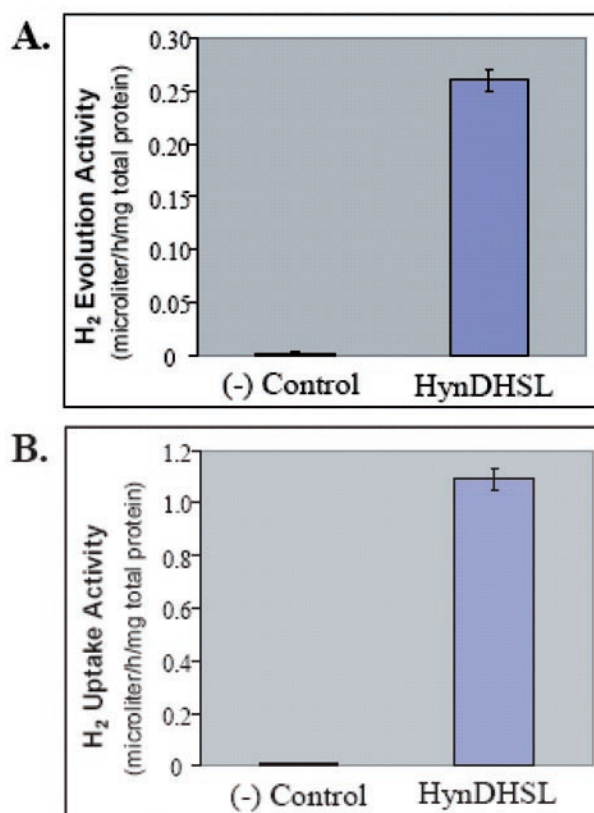 A.
H₂ Evolution Activity
(microliter/h/mg total protein)
0.30
0.25
0.20
0.15
0.10
0.05
0
(-) Control HynDHSL
B.
H₂ Uptake Activity
(microliter/h/mg total protein)
1.2
1.0
0.8
0.6
0.4
0.2
0
(-) Control HynDHSL